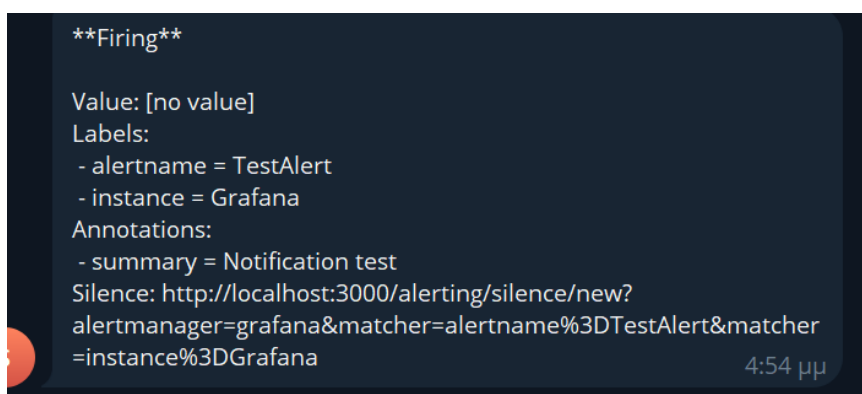 **Firing**
Value: [no value]
Labels:
- alertname = TestAlert
- instance = Grafana
Annotations:
- summary = Notification test
Silence: http://localhost:3000/alerting/silence/new?
alertmanager=grafana&matcher=alertname%3DTestAlert&matcher
=instance%3DGrafana
4:54 μμ